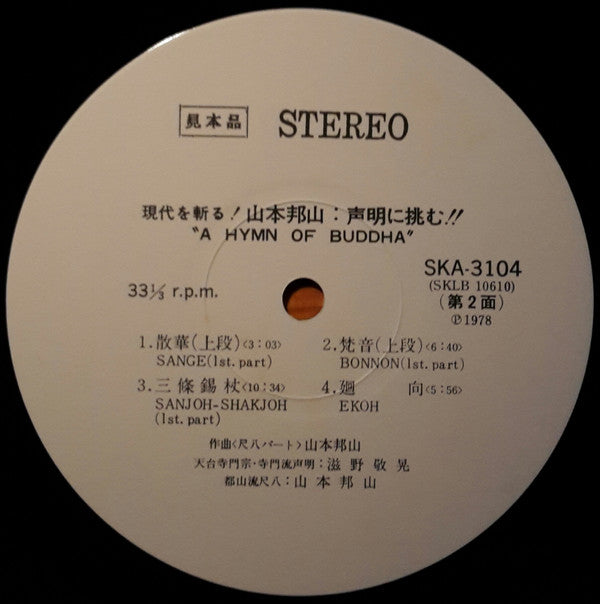 見本品 STEREO
現代を斬る! 山本邦山:声明に挑む!!
"A HYMN OF BUDDHA"
33⅓ r.p.m.
SKA-3104
(SKLB 10610)
(第2面)
Ⓟ1978
1.散華(上段)<3:03>
SANGE(1st. part)
2.梵音(上段)<6:40>
BONNON(1st. part)
3.三條錫杖<10:34>
SANJOH-SHAKJOH
(1st. part)
4.廻 向<5:56>
EKOH
作曲<尺八パート>山本邦山
天台寺門宗・寺門流声明:滋野敬晃
都山流尺八:山本邦山